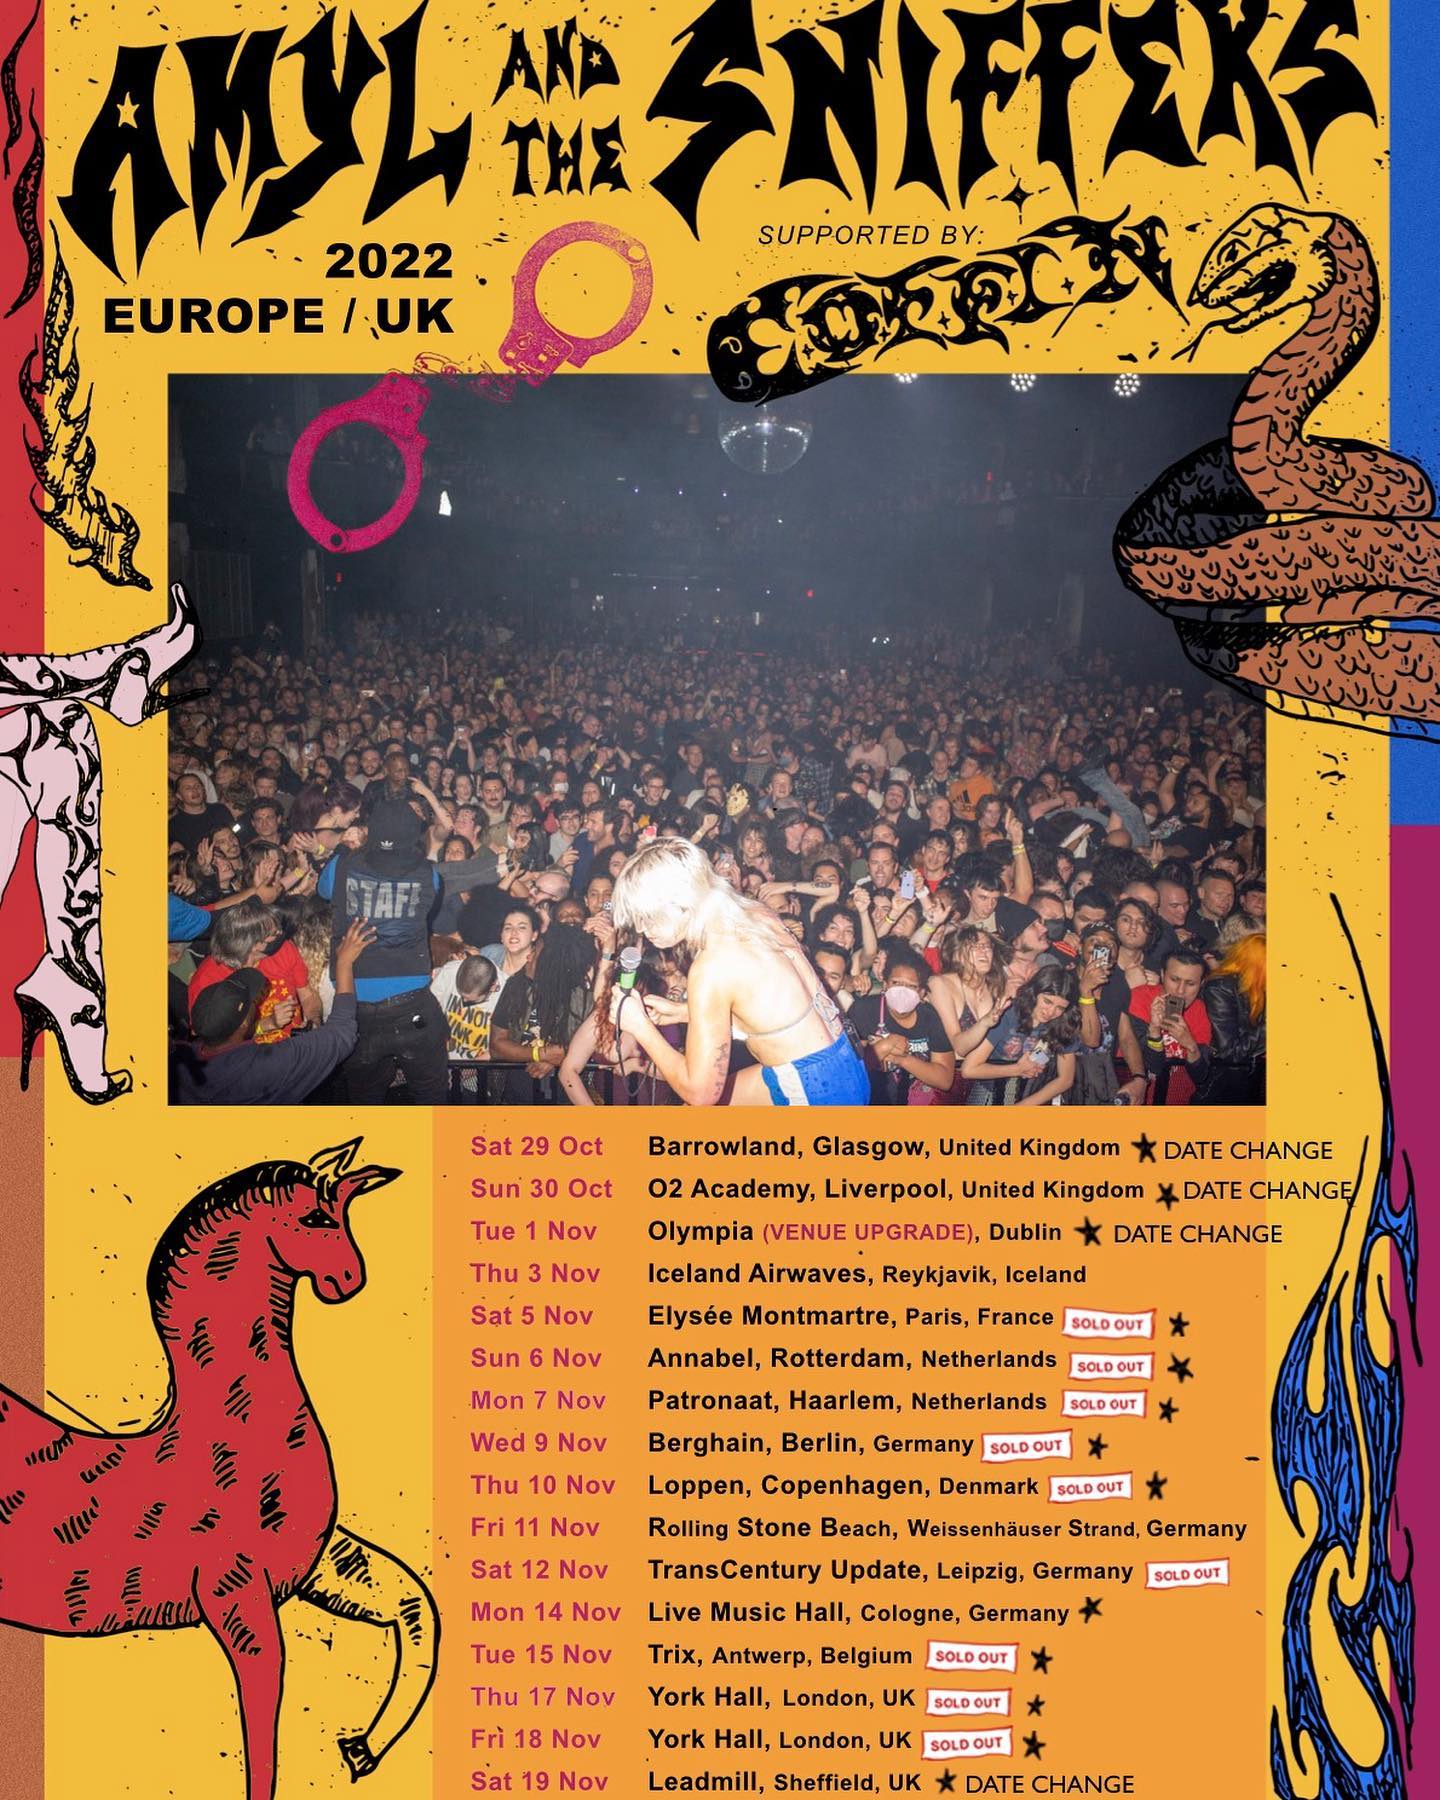 AMYL AND THE SNIFFERS
2022
EUROPE / UK
SUPPORTED BY:
COFFIN
STAFF
I'M NOT
Sat 29 Oct Barrowland, Glasgow, United Kingdom ★ DATE CHANGE
Sun 30 Oct O2 Academy, Liverpool, United Kingdom ★ DATE CHANGE
Tue 1 Nov Olympia (VENUE UPGRADE), Dublin ★ DATE CHANGE
Thu 3 Nov Iceland Airwaves, Reykjavik, Iceland
Sat 5 Nov Elysée Montmartre, Paris, France SOLD OUT ★
Sun 6 Nov Annabel, Rotterdam, Netherlands SOLD OUT ★
Mon 7 Nov Patronaat, Haarlem, Netherlands SOLD OUT ★
Wed 9 Nov Berghain, Berlin, Germany SOLD OUT ★
Thu 10 Nov Loppen, Copenhagen, Denmark SOLD OUT ★
Fri 11 Nov Rolling Stone Beach, Weissenhäuser Strand, Germany
Sat 12 Nov TransCentury Update, Leipzig, Germany SOLD OUT
Mon 14 Nov Live Music Hall, Cologne, Germany ★
Tue 15 Nov Trix, Antwerp, Belgium SOLD OUT ★
Thu 17 Nov York Hall, London, UK SOLD OUT ★
Fri 18 Nov York Hall, London, UK SOLD OUT ★
Sat 19 Nov Leadmill, Sheffield, UK ★ DATE CHANGE